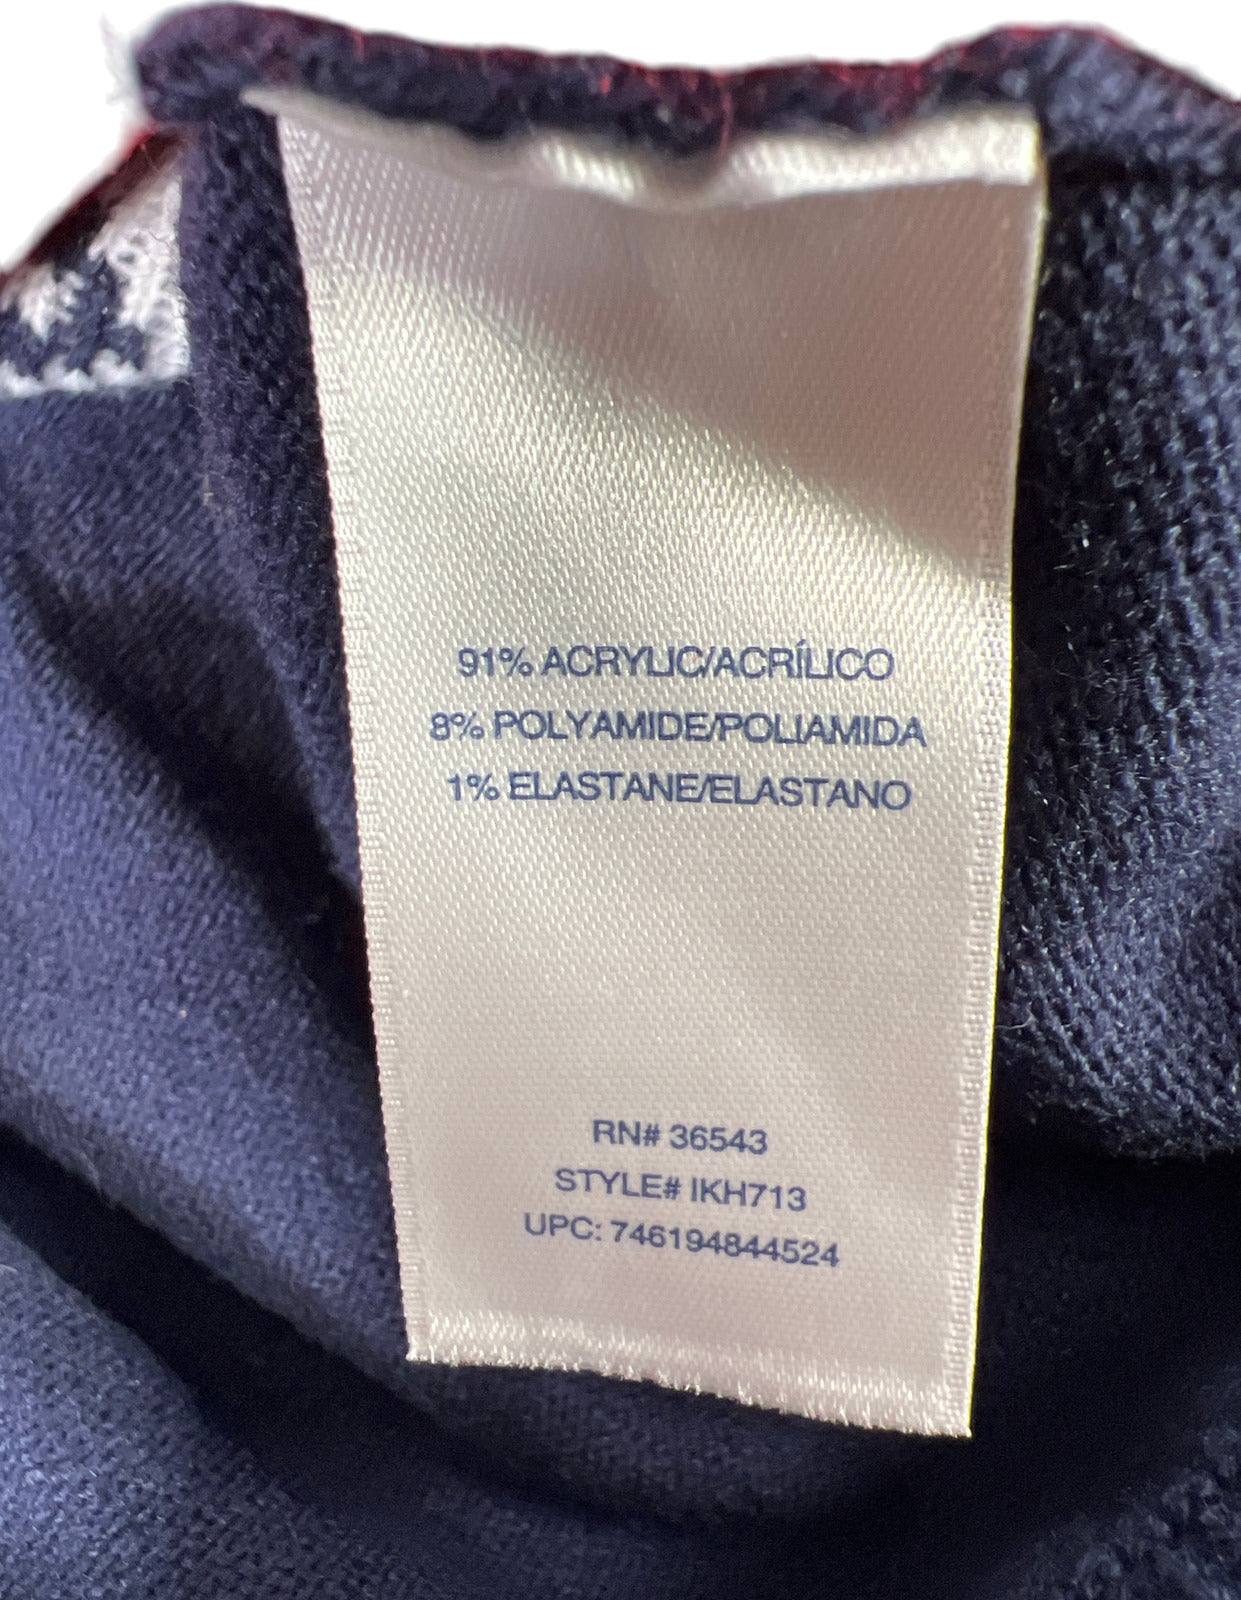 91% ACRYLIC/ACRÍLICO
8% POLYAMIDE/POLIAMIDA
1% ELASTANE/ELASTANO
RN# 36543
STYLE# IKH713
UPC: 746194844524